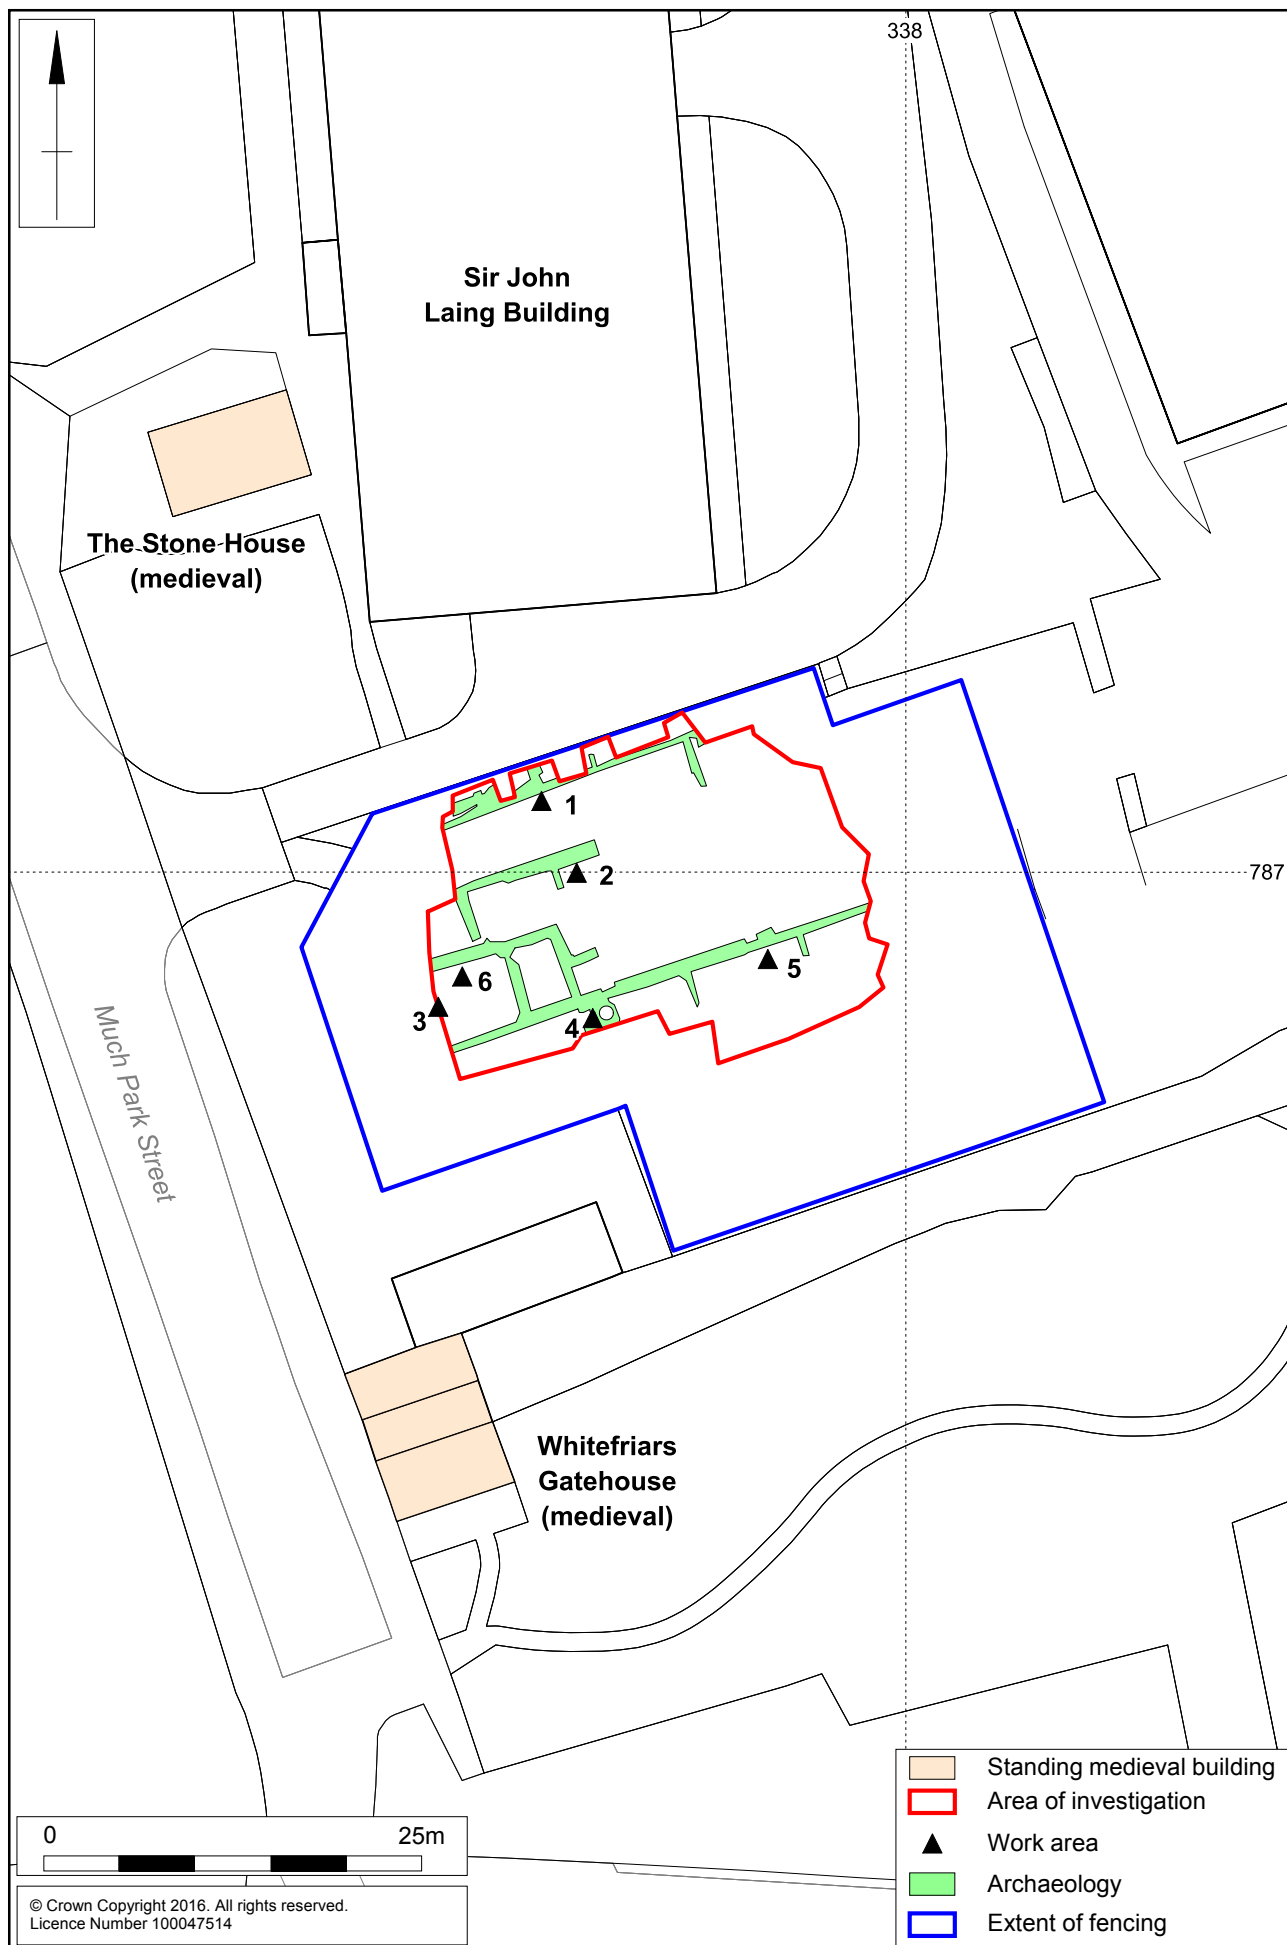 338
Sir John
Laing Building
The Stone House
(medieval)
1
2
787
5
6
3
4
Much Park Street
Whitefriars
Gatehouse
(medieval)
Standing medieval building
Area of investigation
Work area
Archaeology
Extent of fencing
0 25m
© Crown Copyright 2016. All rights reserved.
Licence Number 100047514